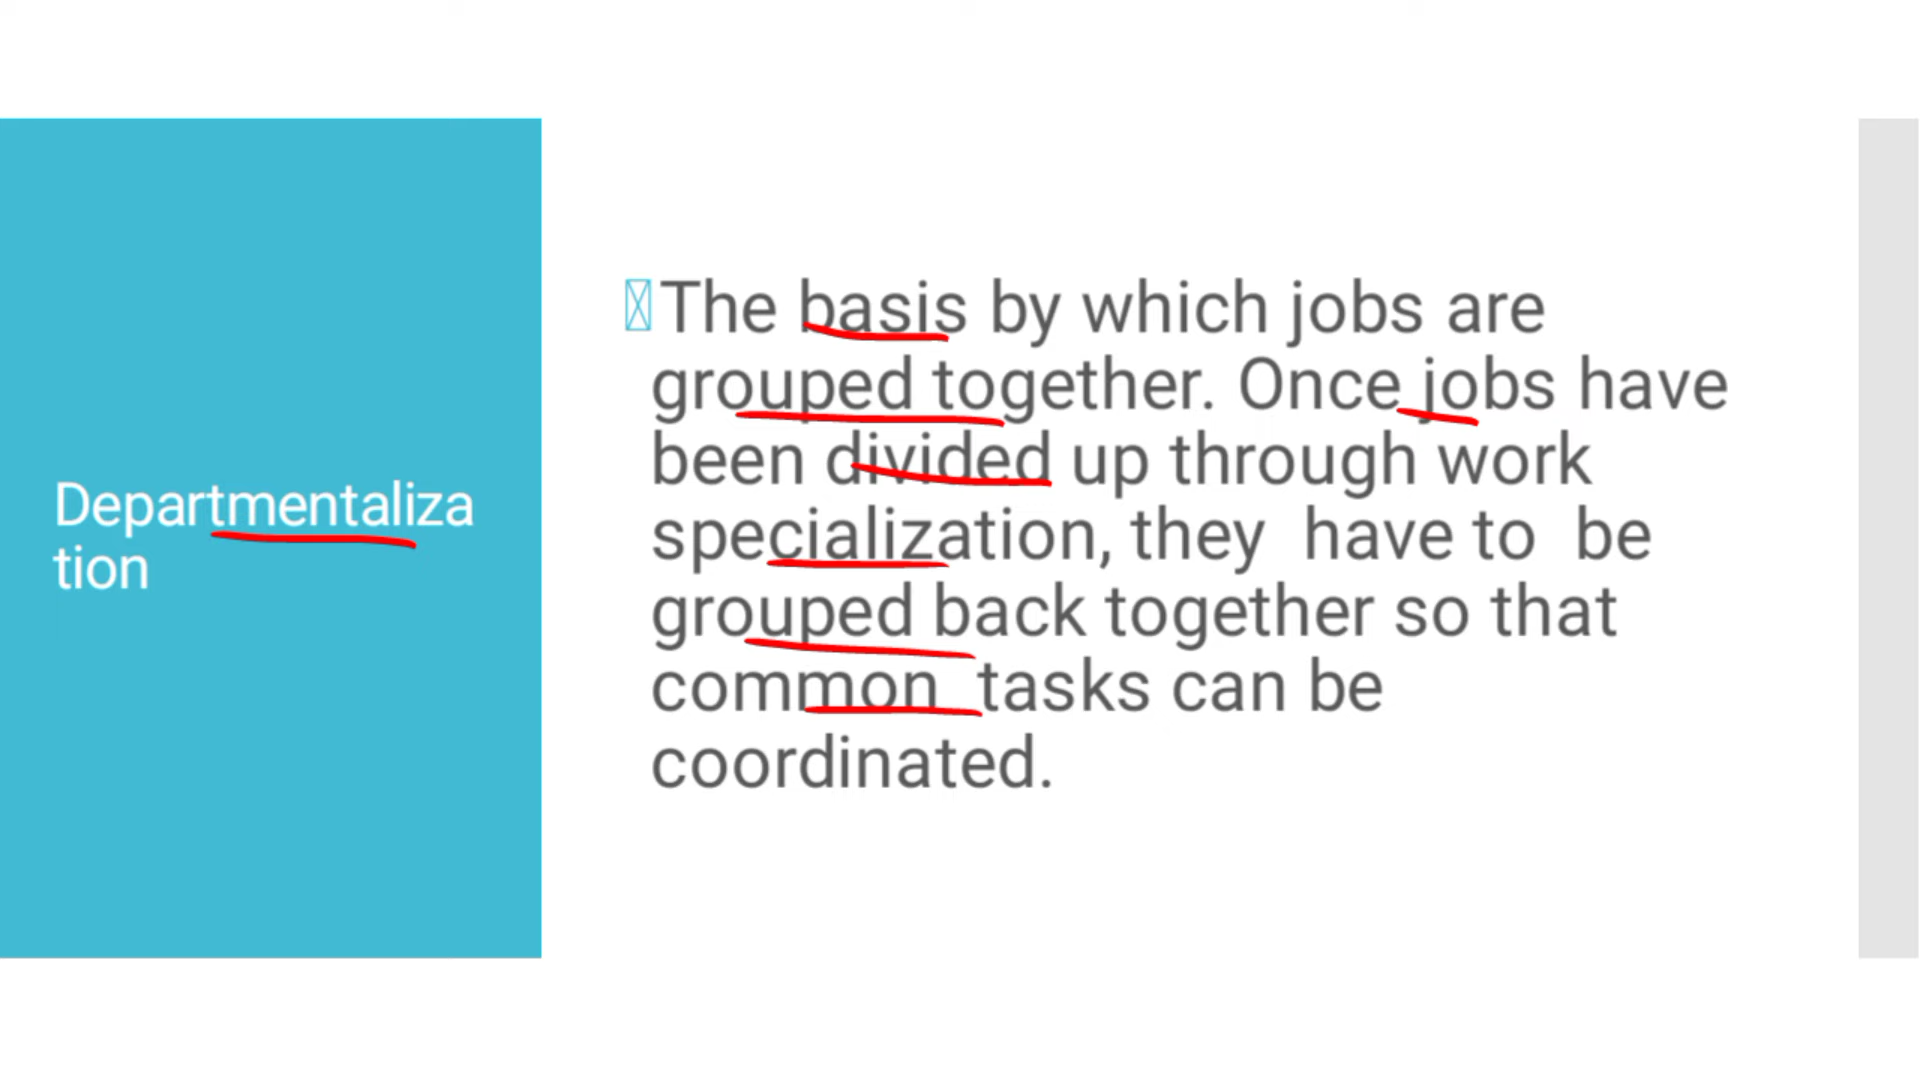 Departmentaliza
tion
The basis by which jobs are
grouped together. Once jobs have
been divided up through work
specialization, they  have to  be
grouped back together so that
common  tasks can be
coordinated.